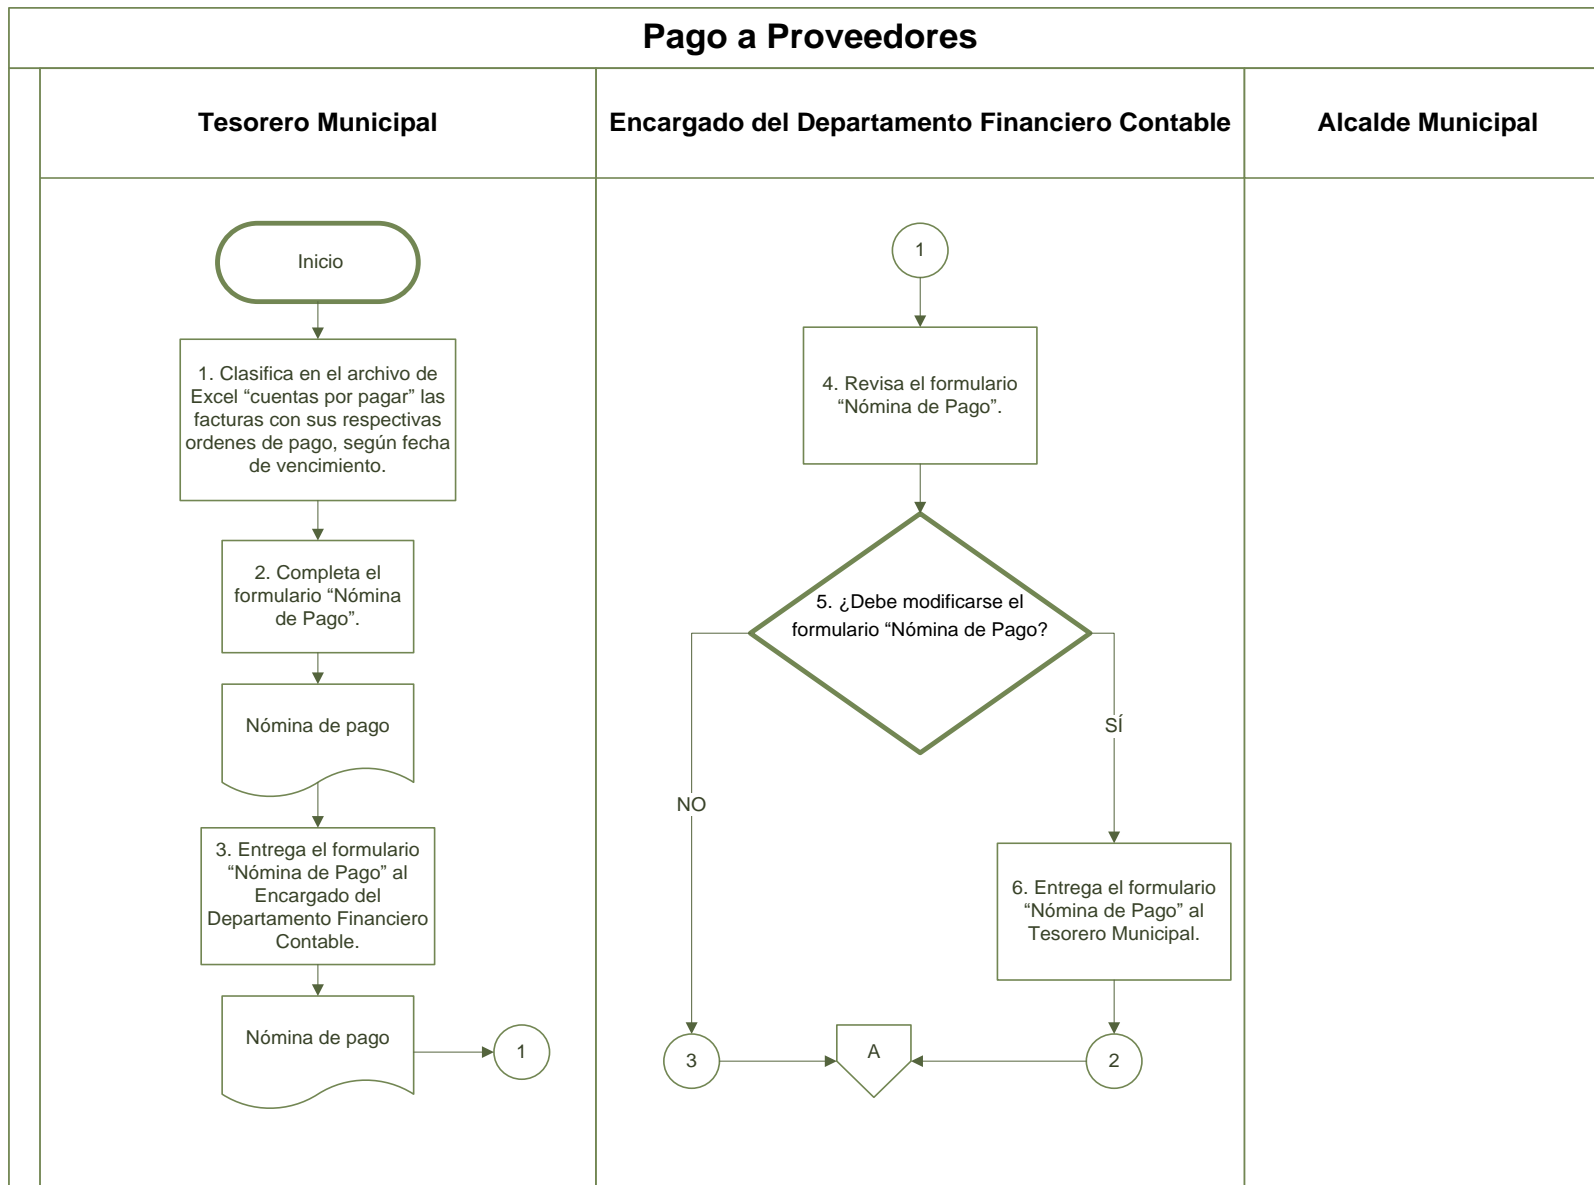 Pago a Proveedores
Tesorero Municipal
Encargado del Departamento Financiero Contable
Alcalde Municipal
Inicio
1. Clasifica en el archivo de
Excel “cuentas por pagar” las
facturas con sus respectivas
ordenes de pago, según fecha
de vencimiento.
2. Completa el
formulario “Nómina
de Pago”.
Nómina de pago
3. Entrega el formulario
“Nómina de Pago” al
Encargado del
Departamento Financiero
Contable.
Nómina de pago
1
1
4. Revisa el formulario
“Nómina de Pago”.
5. ¿Debe modificarse el
formulario “Nómina de Pago?
SÍ
NO
6. Entrega el formulario
“Nómina de Pago” al
Tesorero Municipal.
3
A
2